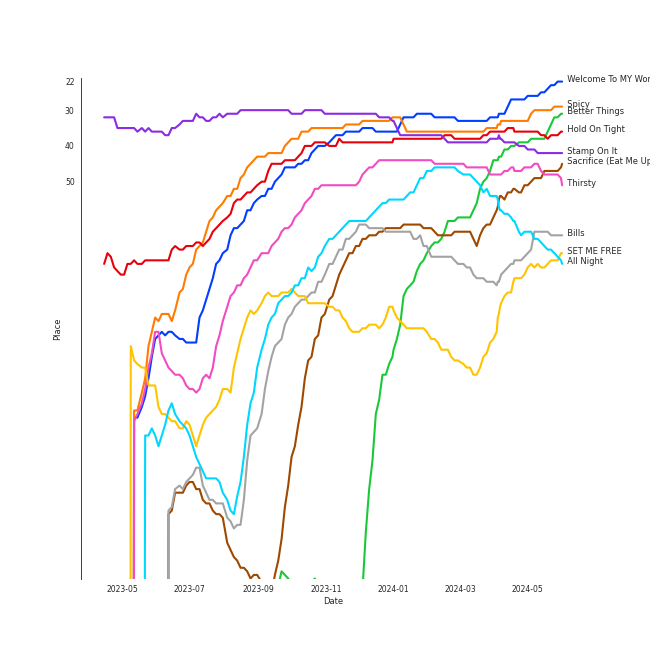 22
30
40
50
Place
2023-05
2023-07
2023-09
2023-11
2024-01
2024-03
2024-05
Date
Welcome To MY Wor
Spicy
Better Things
Hold On Tight
Stamp On It
Sacrifice (Eat Me Up
Thirsty
Bills
SET ME FREE
All Night